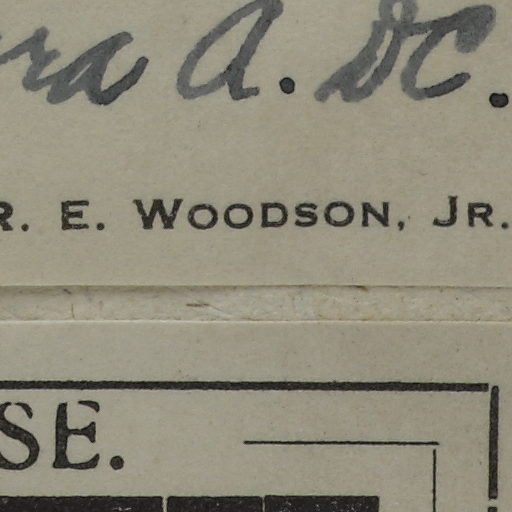 A. DC.
R. E. WOODSON, JR.
SE.